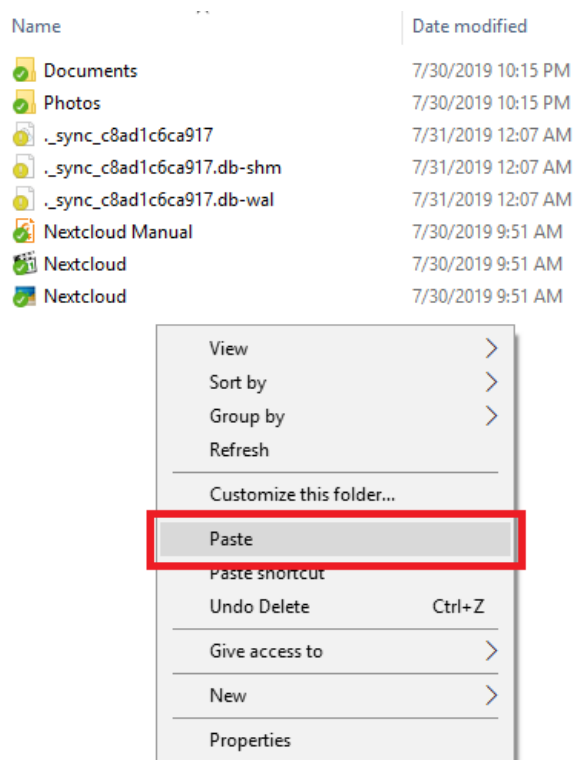 Name Date modified
Documents 7/30/2019 10:15 PM
Photos 7/30/2019 10:15 PM
._sync_c8ad1c6ca917 7/31/2019 12:07 AM
._sync_c8ad1c6ca917.db-shm 7/31/2019 12:07 AM
._sync_c8ad1c6ca917.db-wal 7/31/2019 12:07 AM
Nextcloud Manual 7/30/2019 9:51 AM
Nextcloud 7/30/2019 9:51 AM
Nextcloud 7/30/2019 9:51 AM
View
Sort by
Group by
Refresh
Customize this folder...
Paste
Paste shortcut
Undo Delete Ctrl+Z
Give access to
New
Properties